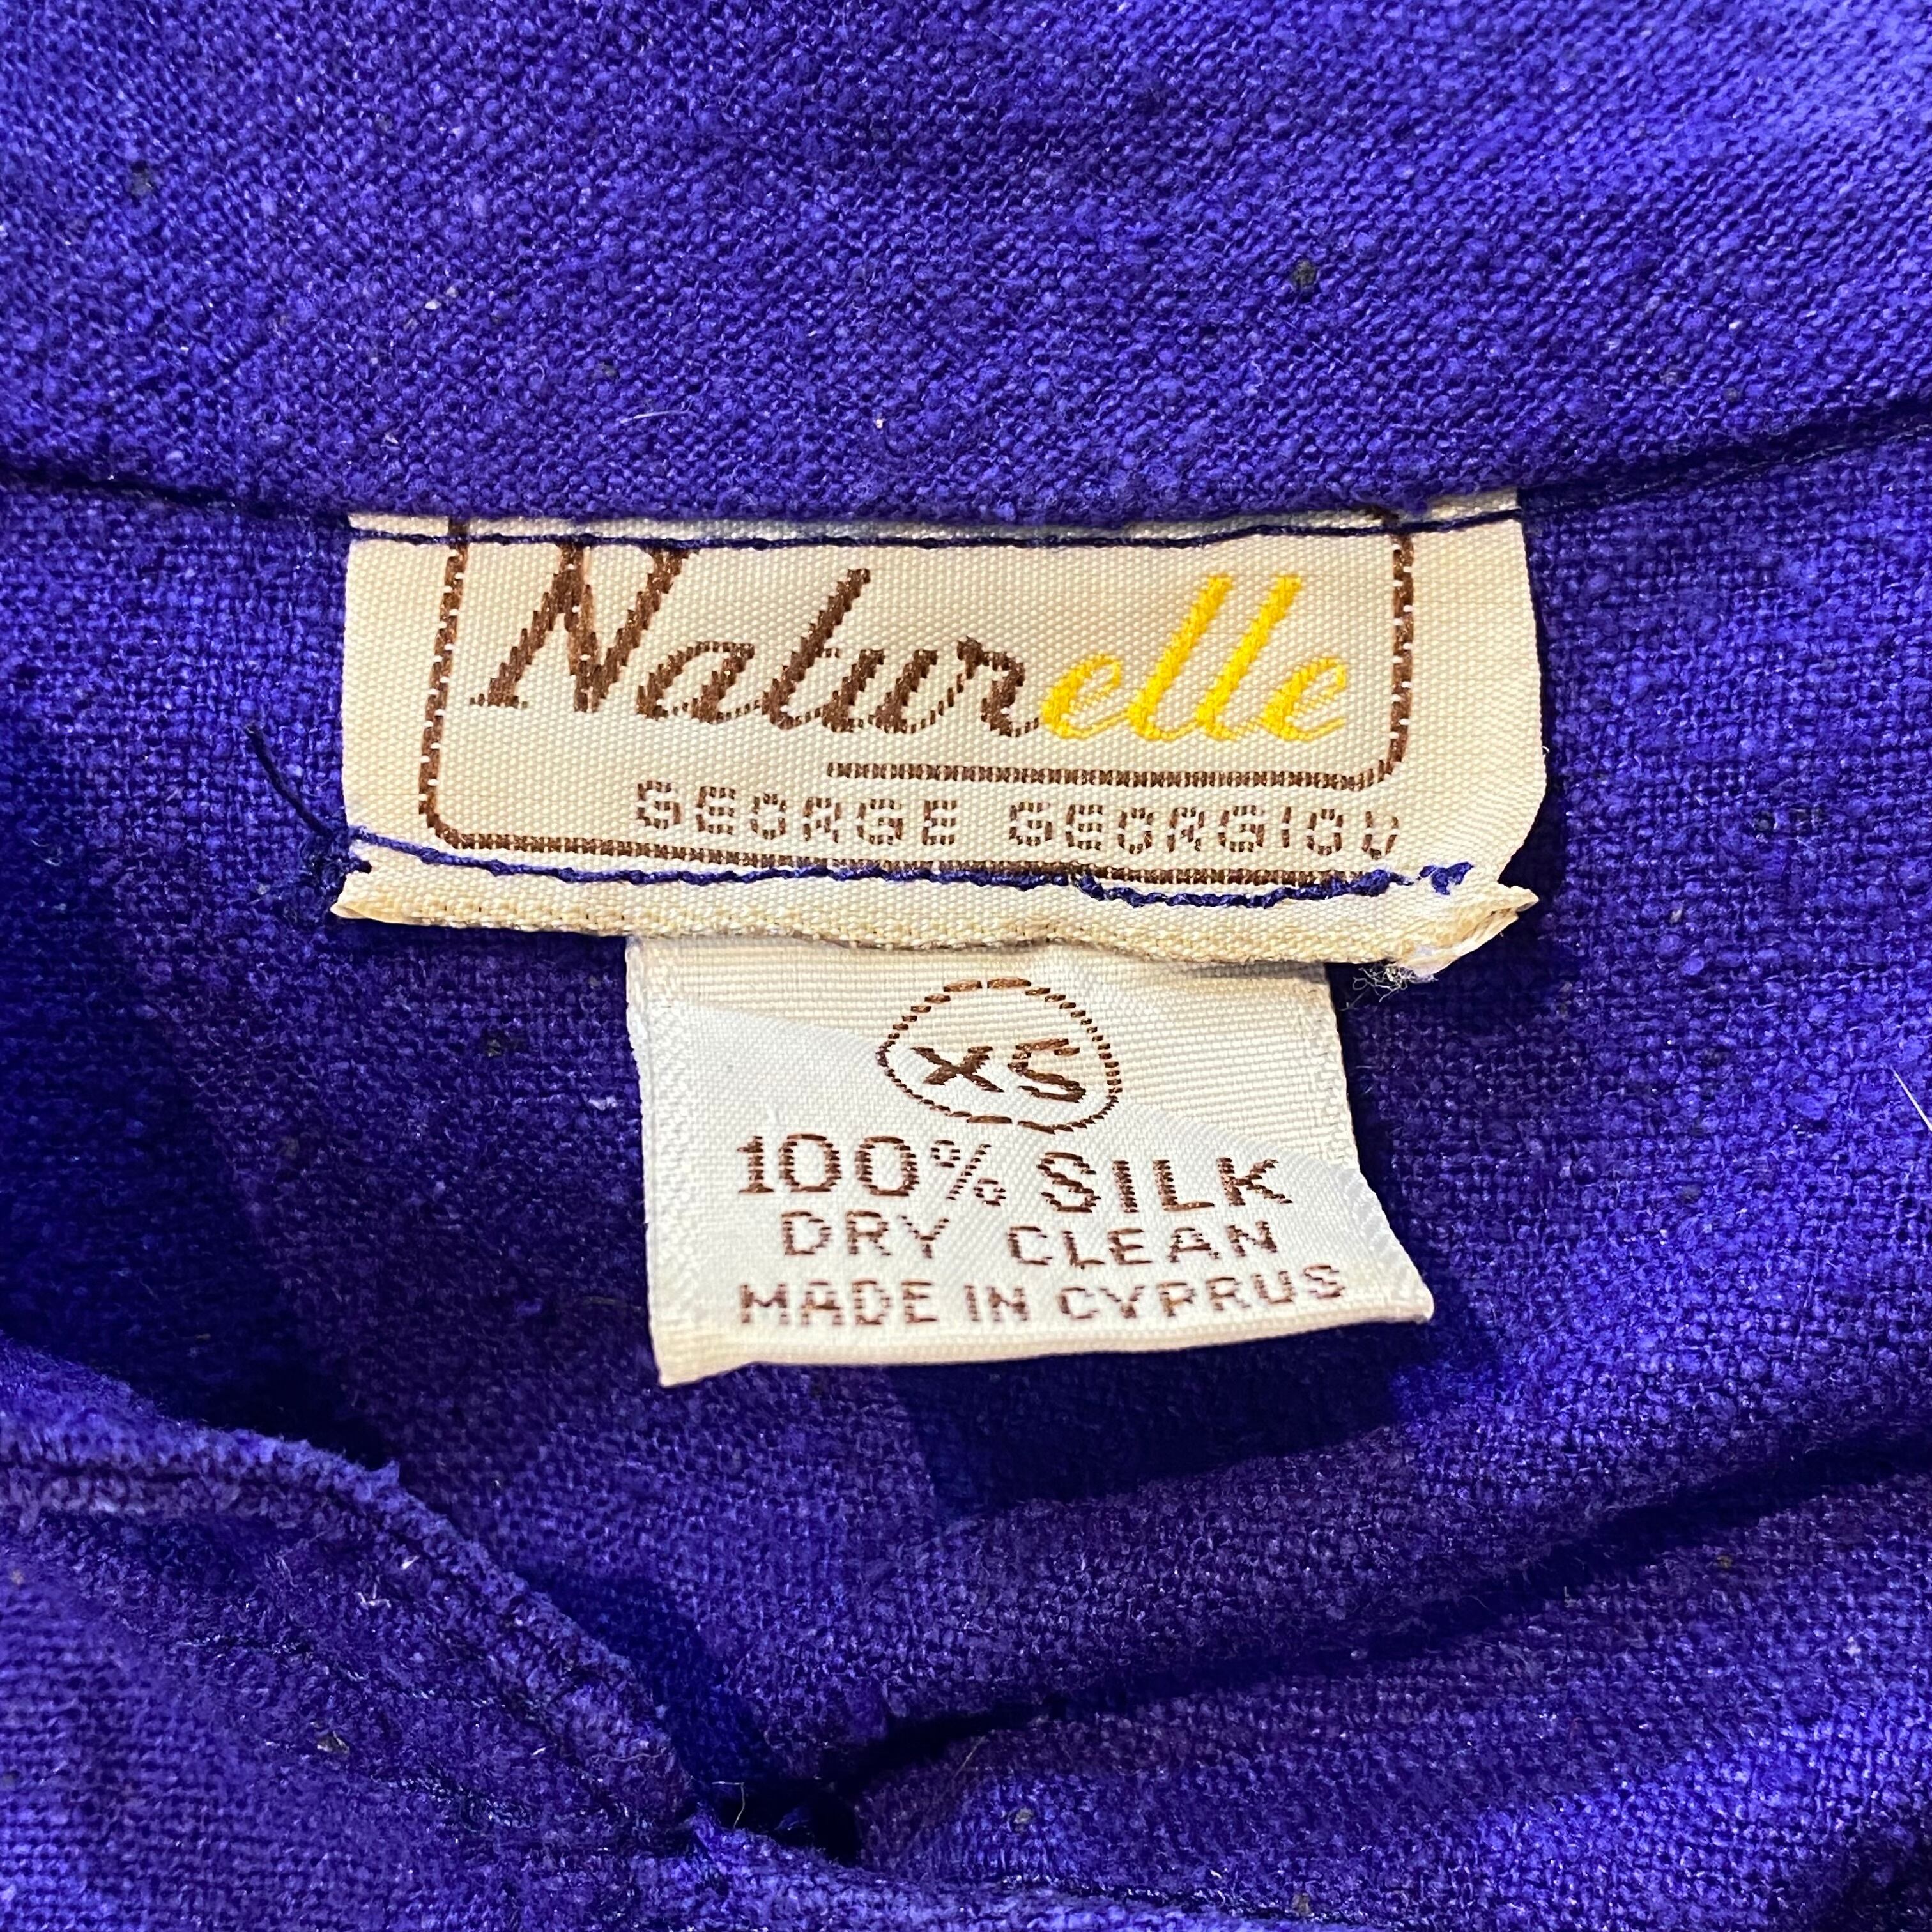 Naturelle
GEORGE GEORGIOU
XS
100% SILK
DRY CLEAN
MADE IN CYPRUS